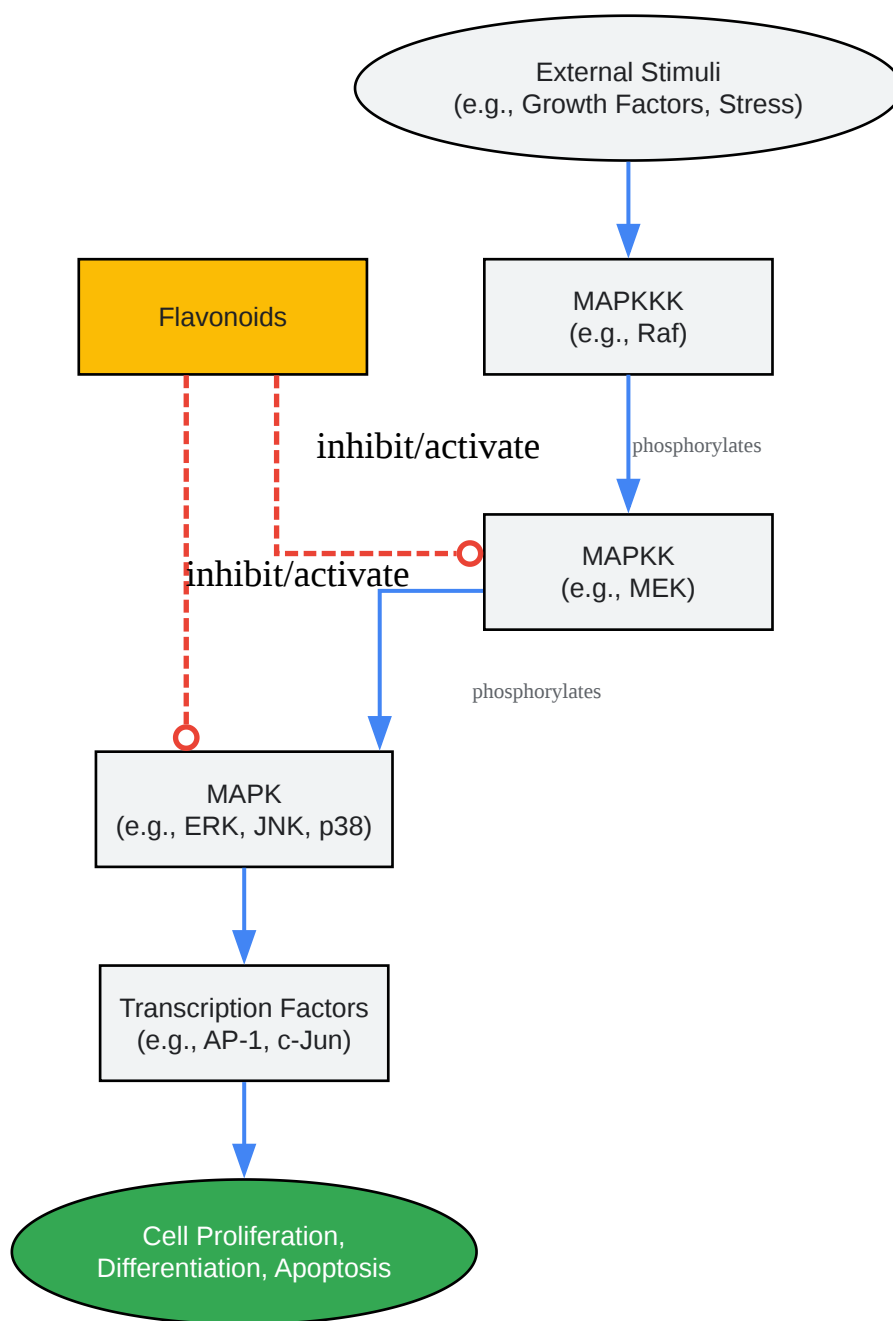 External Stimuli
(e.g., Growth Factors, Stress)
Flavonoids
MAPKKK
(e.g., Raf)
inhibit/activate
phosphorylates
MAPKK
(e.g., MEK)
inhibit/activate
phosphorylates
MAPK
(e.g., ERK, JNK, p38)
Transcription Factors
(e.g., AP-1, c-Jun)
Cell Proliferation,
Differentiation, Apoptosis